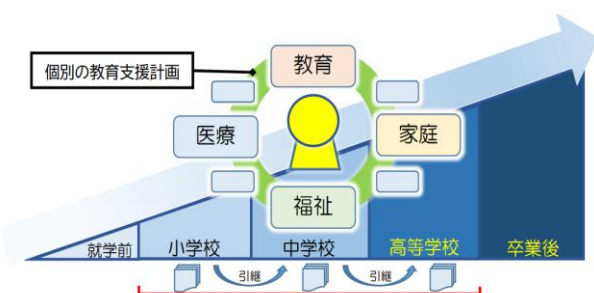 教育
個別の教育支援計画
医療
家庭
福祉
就学前
小学校
中学校
高等学校
卒業後
引継
引継